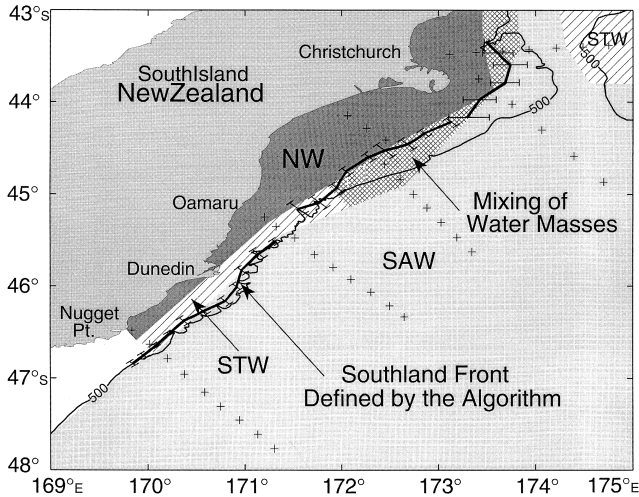 43°S
Christchurch
STW
500
SouthIsland
NewZealand
44°
500
NW
45°
Oamaru
Mixing of
Water Masses
SAW
Dunedin
46°
Nugget
Pt.
STW
Southland Front
Defined by the Algorithm
47°S
500
48°
169°E
170°
171°
172°
173°
174°
175°E